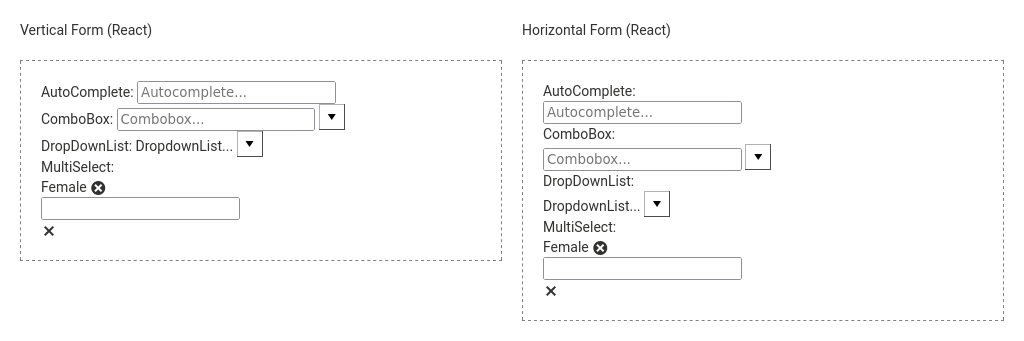 Vertical Form (React)
AutoComplete: Autocomplete...
ComboBox: Combobox...
DropDownList: DropdownList...
MultiSelect:
Female
Horizontal Form (React)
AutoComplete:
Autocomplete...
ComboBox:
Combobox...
DropDownList:
DropdownList...
MultiSelect:
Female